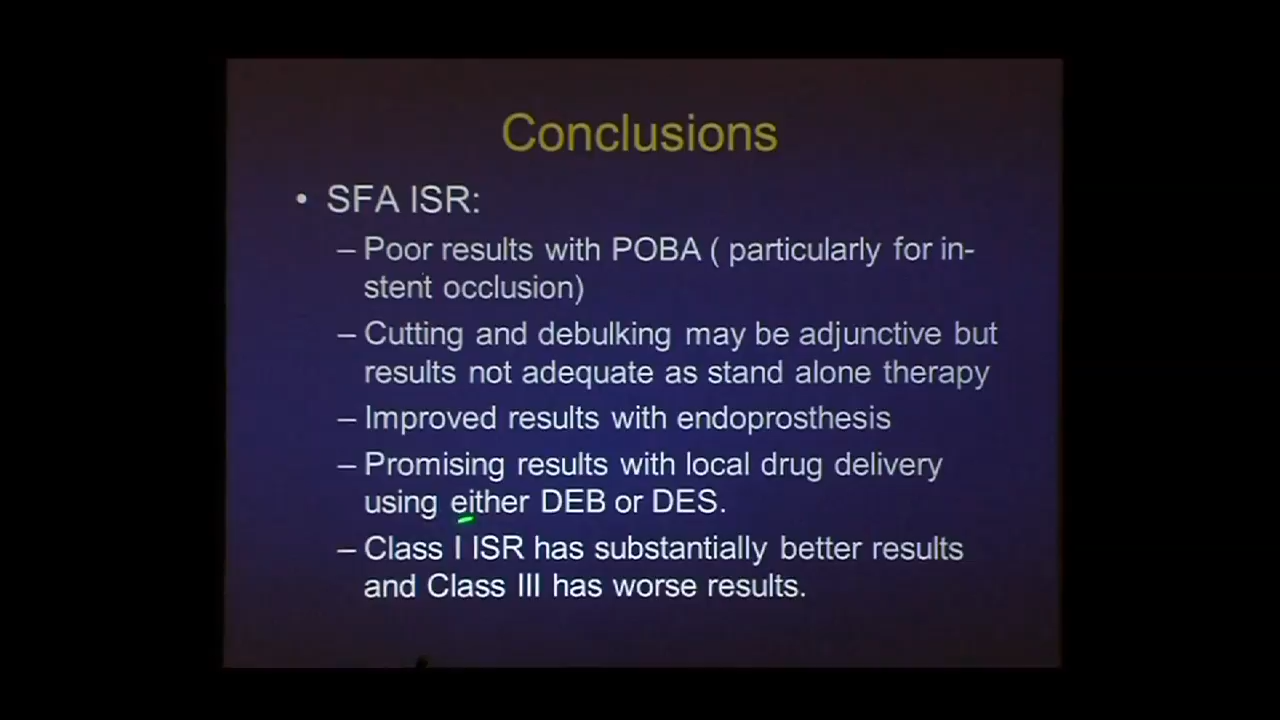 Conclusions
• SFA ISR:
– Poor results with POBA ( particularly for in-
stent occlusion)
– Cutting and debulking may be adjunctive but
results not adequate as stand alone therapy
– Improved results with endoprosthesis
– Promising results with local drug delivery
using either DEB or DES.
– Class I ISR has substantially better results
and Class III has worse results.